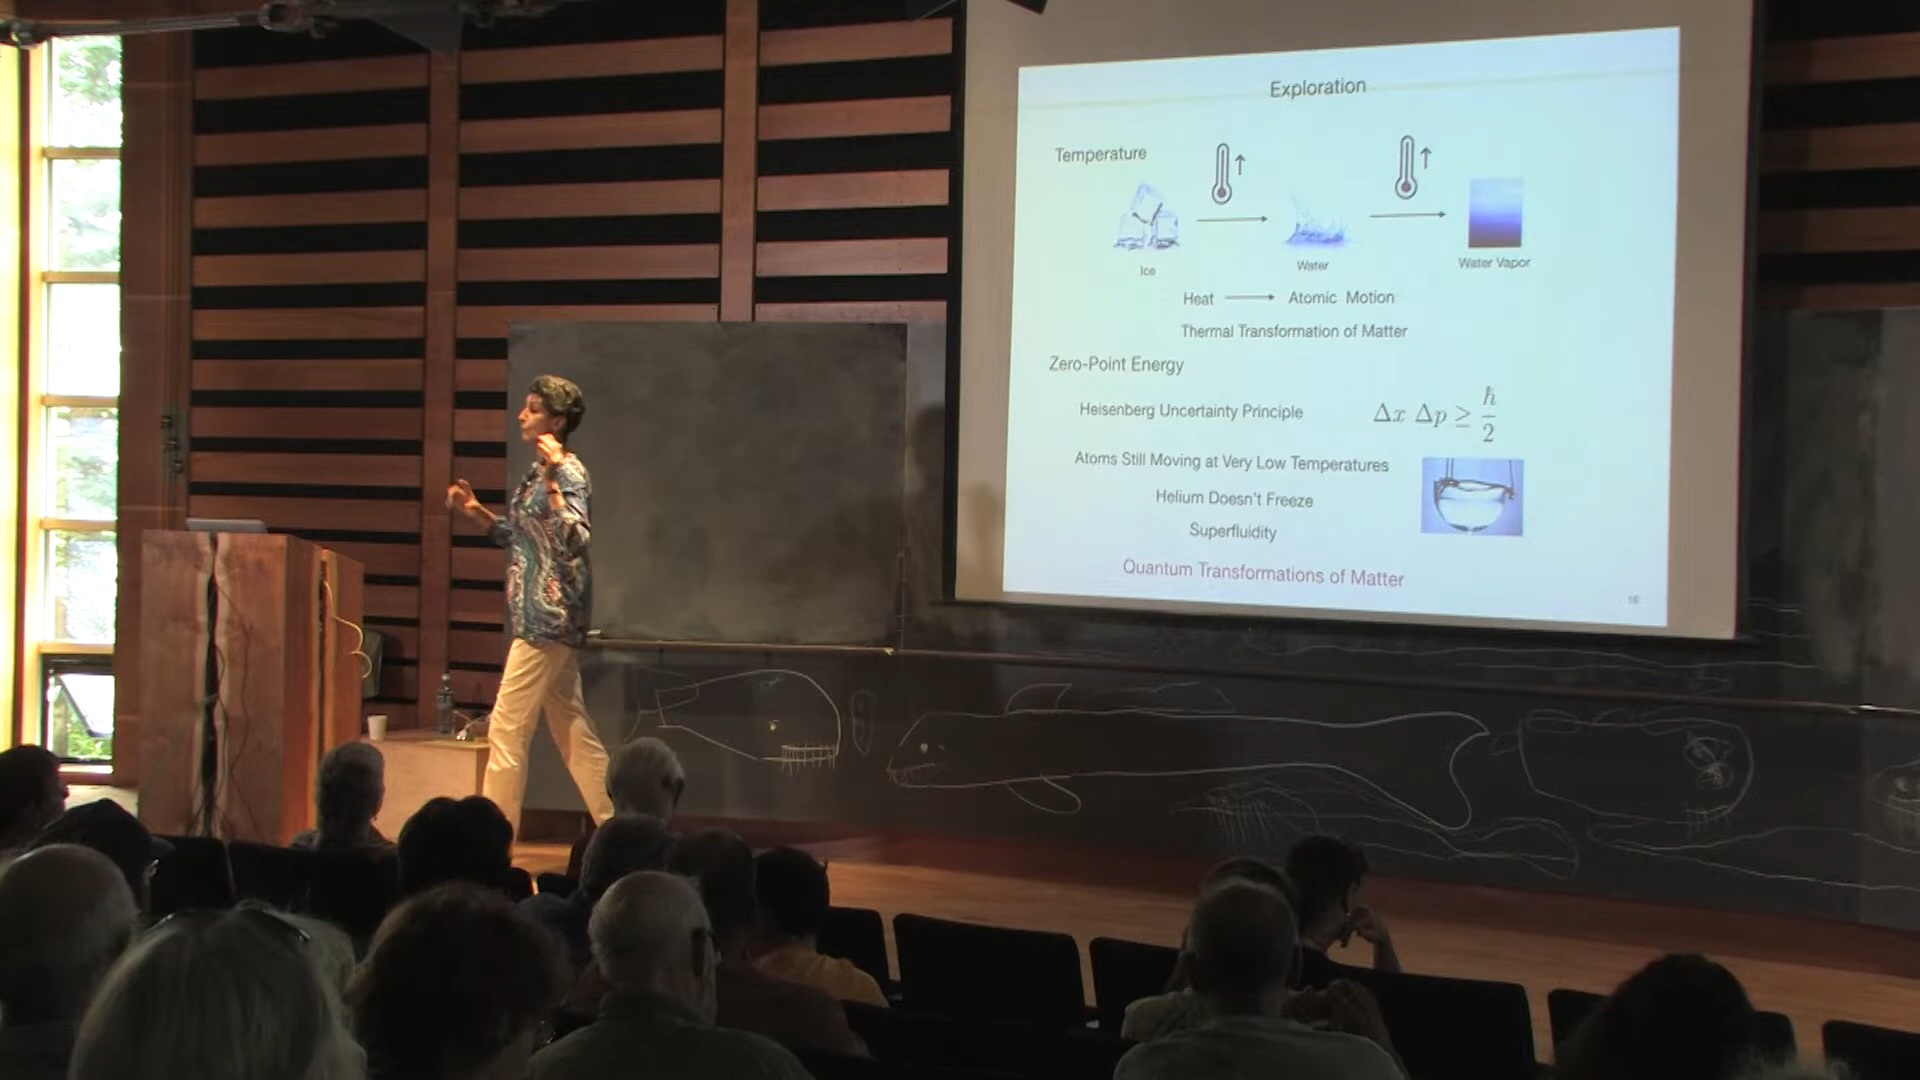 Exploration
Temperature
Ice
Water
Water Vapor
Heat → Atomic Motion
Thermal Transformation of Matter
Zero-Point Energy
Heisenberg Uncertainty Principle Δx Δp ≥ ħ/2
Atoms Still Moving at Very Low Temperatures
Helium Doesn't Freeze
Superfluidity
Quantum Transformations of Matter
16